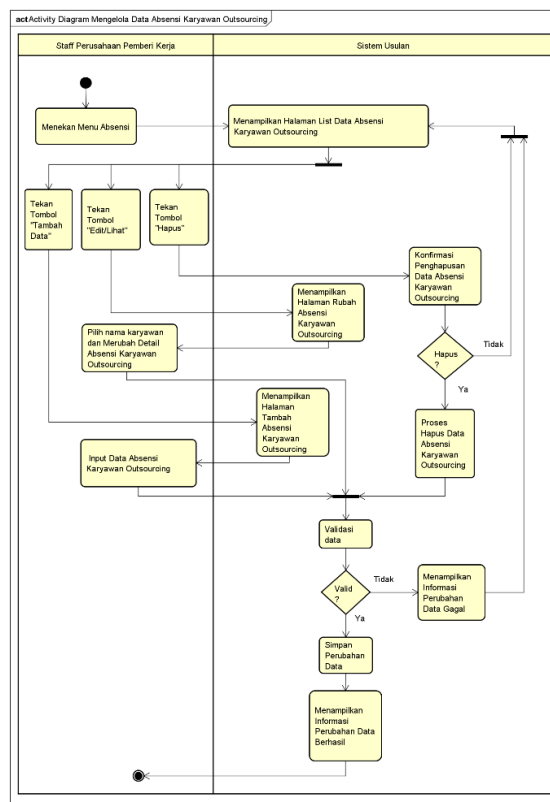 act Activity Diagram Mengelola Data Absensi Karyawan Outsourcing
Staff Perusahaan Pemberi Kerja
Sistem Usulan
Menekan Menu Absensi
Menampilkan Halaman List Data Absensi
Karyawan Outsourcing
Tekan
Tombol
"Tambah
Data"
Tekan
Tombol
"Edit/Lihat"
Tekan
Tombol
"Hapus"
Konfirmasi
Penghapusan
Data Absensi
Karyawan
Outsourcing
Menampilkan
Halaman Rubah
Absensi
Karyawan
Outsourcing
Pilih nama karyawan
dan Merubah Detail
Absensi Karyawan
Outsourcing
Hapus
?
Tidak
Ya
Menampilkan
Halaman
Tambah
Absensi
Karyawan
Outsourcing
Proses
Hapus Data
Absensi
Karyawan
Outsourcing
Input Data Absensi
Karyawan Outsourcing
Validasi
data
Valid
?
Tidak
Ya
Menampilkan
Informasi
Perubahan
Data Gagal
Simpan
Perubahan
Data
Menampilkan
Informasi
Perubahan Data
Berhasil